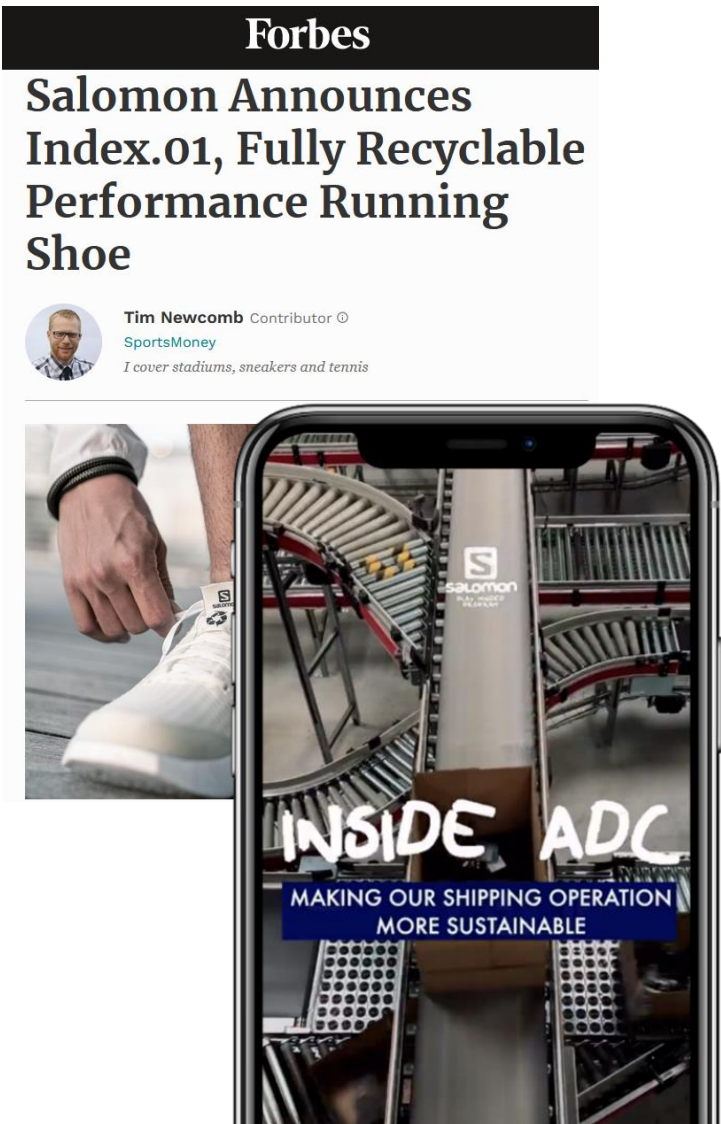 Forbes
Salomon Announces
Index.01, Fully Recyclable
Performance Running
Shoe
Tim Newcomb Contributor
SportsMoney
I cover stadiums, sneakers and tennis
S
salomon
S
salomon
INSIDE ADC
MAKING OUR SHIPPING OPERATION
MORE SUSTAINABLE